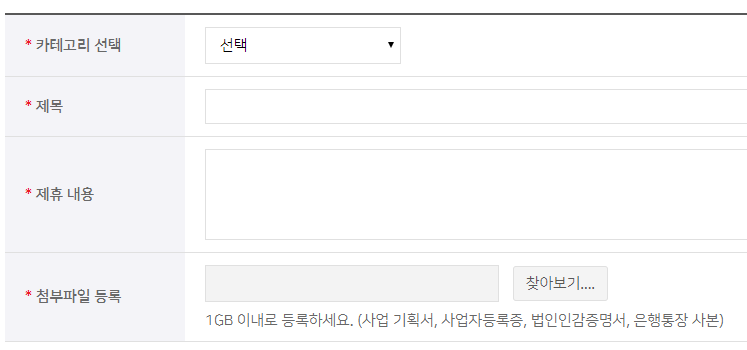 * 카테고리 선택
선택
* 제목
* 제휴 내용
* 첨부파일 등록
찾아보기....
1GB 이내로 등록하세요. (사업 기획서, 사업자등록증, 법인인감증명서, 은행통장 사본)